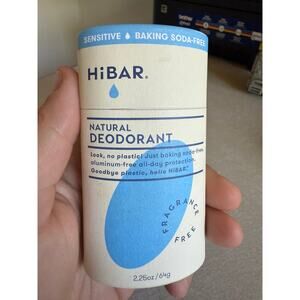 SENSITIVE ♦ BAKING SODA-FREE
HiBAR.
NATURAL
DEODORANT
Look, no plastic! Just baking soda-free,
aluminum-free all-day protection.
Goodbye plastic, hello HiBAR.
FRAGRANCE
FREE
2.25oz/64g